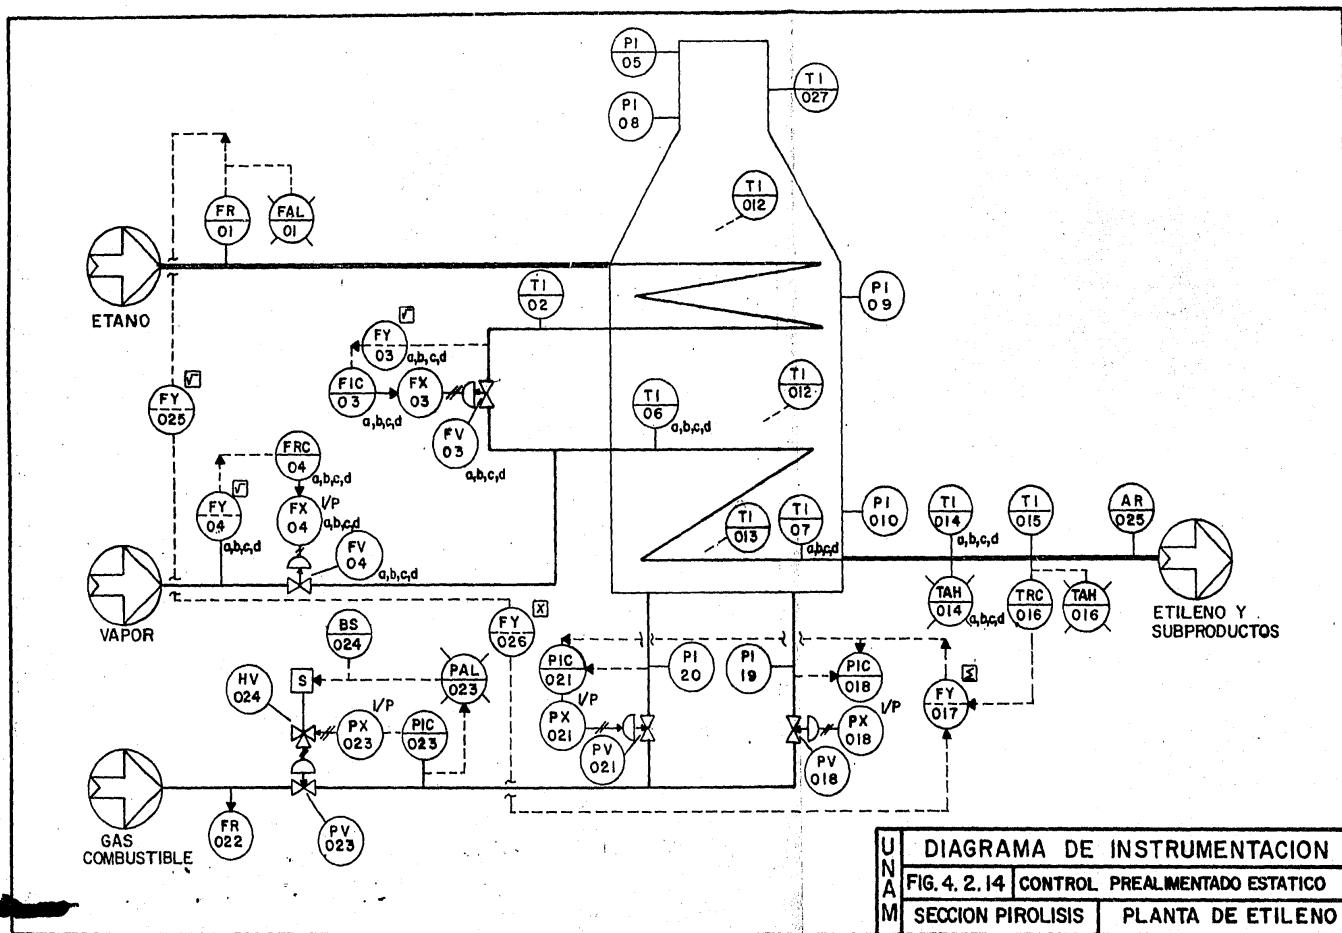 PI
05
TI
027
PI
08
TI
012
FR
01
FAL
01
ETANO
TI
02
PI
09
√
FY
03
a,b,c,d
FIC
03
FX
03
a,b,c,d
FV
03
a,b,c,d
√
FY
025
TI
012
TI
06
a,b,c,d
FRC
04
a,b,c,d
√
FY
04
a,b,c,d
I/P
FX
04
a,b,c,d
FV
04
a,b,c,d
VAPOR
TI
013
TI
07
a,b,c,d
PI
010
TI
014
a,b,c,d
TI
015
AR
025
TAH
014
a,b,c,d
TRC
016
TAH
016
ETILENO Y
SUBPRODUCTOS
X
FY
026
BS
024
HV
024
S
PAL
023
I/P
PX
023
PIC
023
PIC
021
I/P
PX
021
PV
021
PI
20
PI
19
PIC
018
I/P
PX
018
PV
018
Σ
FY
017
GAS
COMBUSTIBLE
FR
022
PV
023
UNAM
DIAGRAMA DE INSTRUMENTACION
FIG. 4. 2. 14 CONTROL PREALIMENTADO ESTATICO
SECCION PIROLISIS PLANTA DE ETILENO